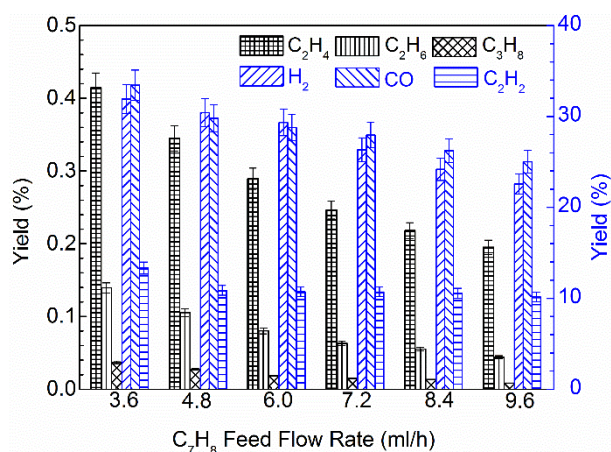 0.5
0.4
0.3
0.2
0.1
0.0
Yield (%)
40
30
20
10
0
Yield (%)
C₂H₄ C₂H₆ C₃H₈
H₂ CO C₂H₂
3.6 4.8 6.0 7.2 8.4 9.6
C₇H₈ Feed Flow Rate (ml/h)